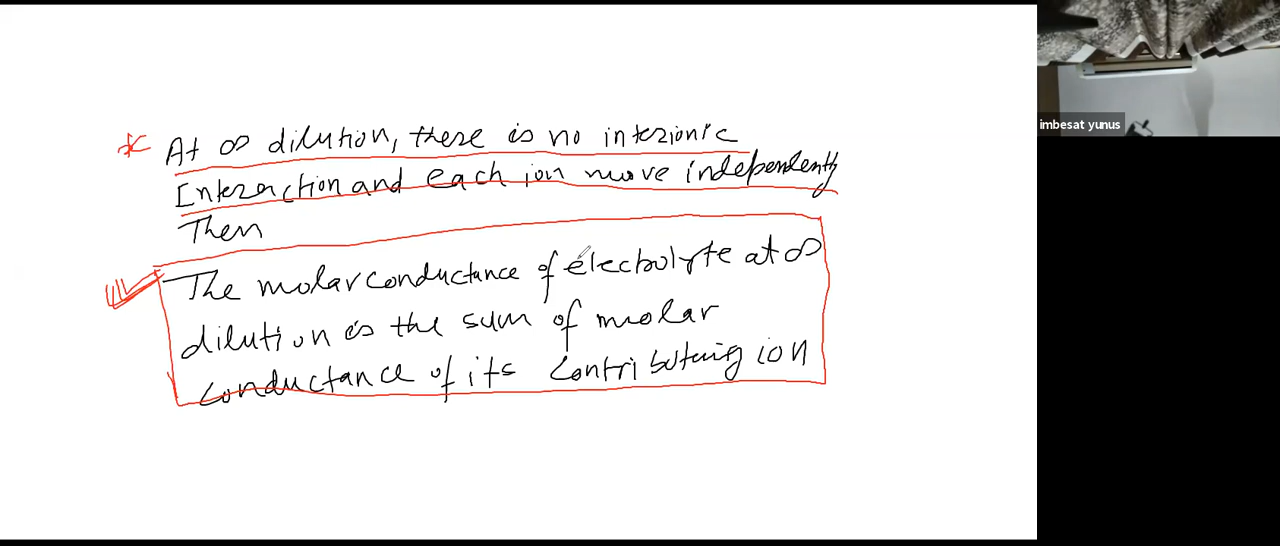 * At ∞ dilution, there is no interionic
Interaction and each ion move independently
Then
The molar conductance of electrolyte at ∞
dilution is the sum of molar
conductance of its contributing ion
imbesat yunus